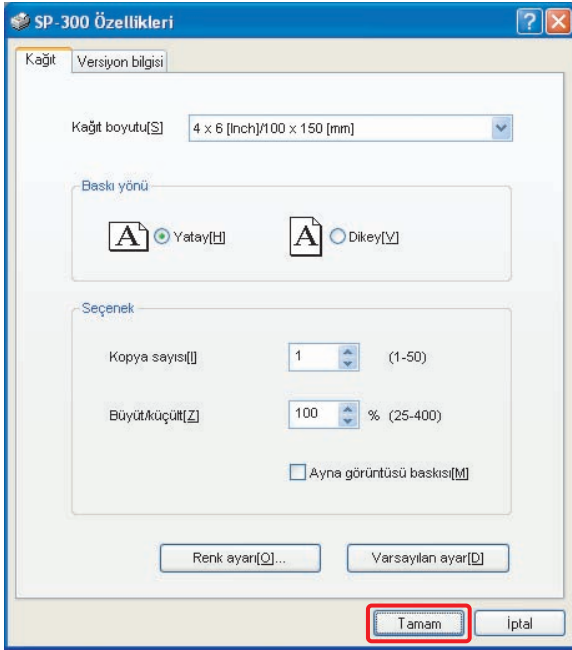 SP-300 Özellikleri
Kağıt Versiyon bilgisi
Kağıt boyutu[S] 4 x 6 [Inch]/100 x 150 [mm]
Baskı yönü
A Yatay[H] A Dikey[V]
Seçenek
Kopya sayısı[I] 1 (1-50)
Büyüt/küçült[Z] 100 % (25-400)
Ayna görüntüsü baskısı[M]
Renk ayarı[O]... Varsayılan ayar[D]
Tamam İptal